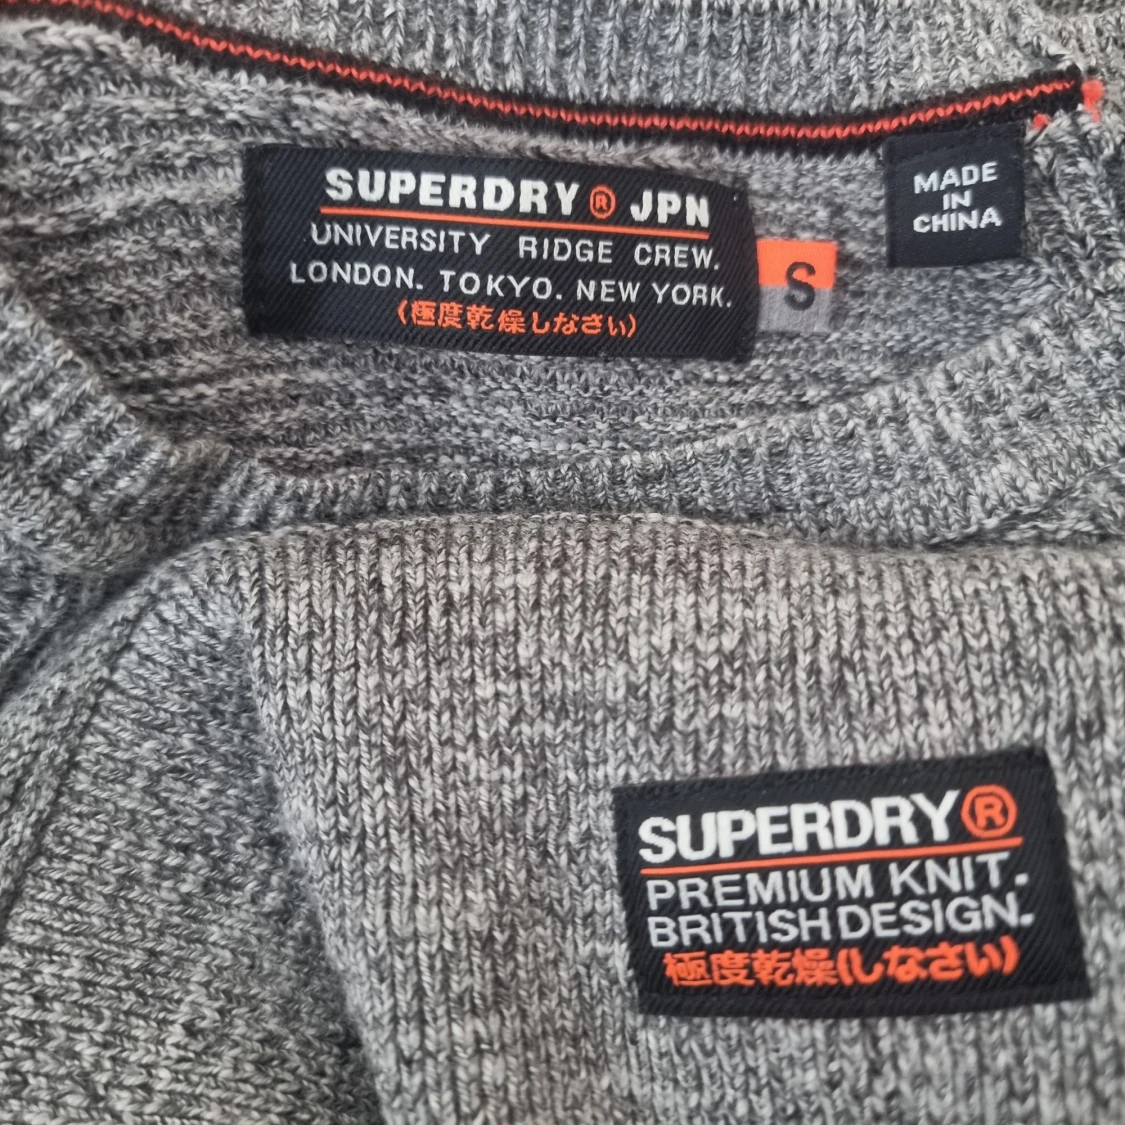 SUPERDRY® JPN
UNIVERSITY RIDGE CREW.
LONDON. TOKYO. NEW YORK.
(極度乾燥しなさい)
S
MADE
IN
CHINA
SUPERDRY®
PREMIUM KNIT.
BRITISH DESIGN.
極度乾燥(しなさい)